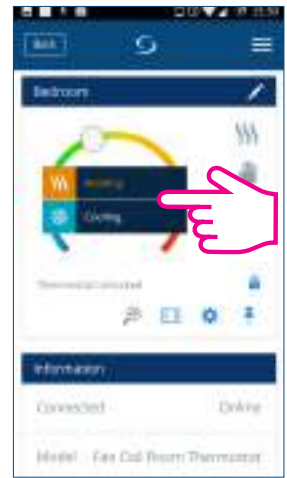 Back
Bedroom
Heating
Cooling
Thermostat unlocked
Information
Connected Online
Model Fan Coil Room Thermostat